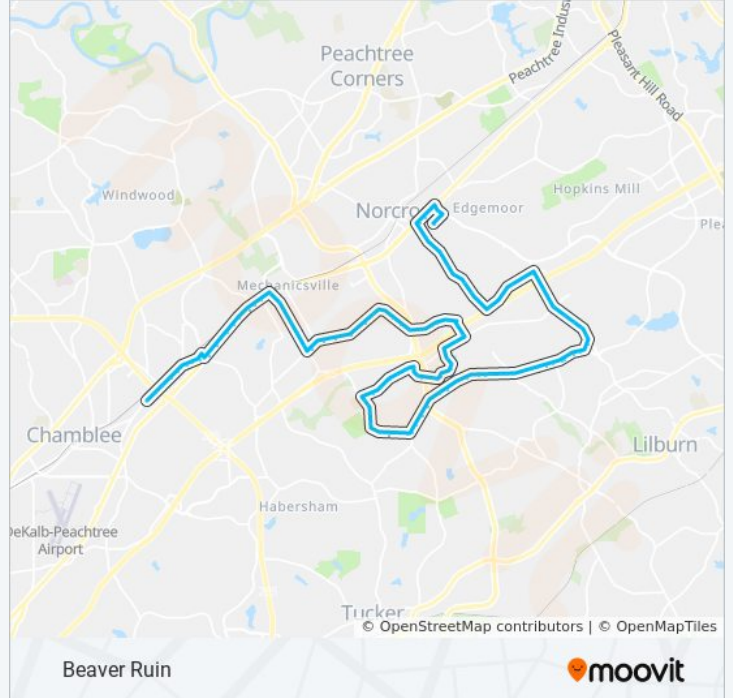 Peachtree
Corners
Peachtree Indus
Pleasant Hill Road
Windwood
Hopkins Mill
Norcro
Edgemoor
Plea
Mechanicsville
Chamblee
Lilburn
Habersham
DeKalb-Peachtree
Airport
Tucker
© OpenStreetMap contributors | © OpenMapTiles
Beaver Ruin
moovit